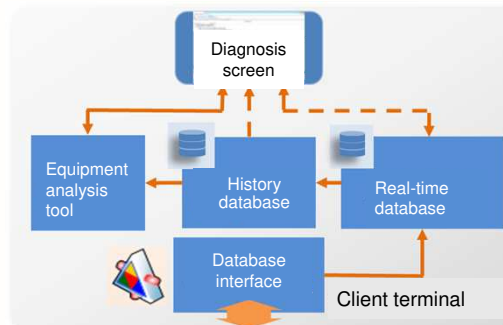 Diagnosis
screen
Equipment
analysis
tool
History
database
Real-time
database
Database
interface
Client terminal